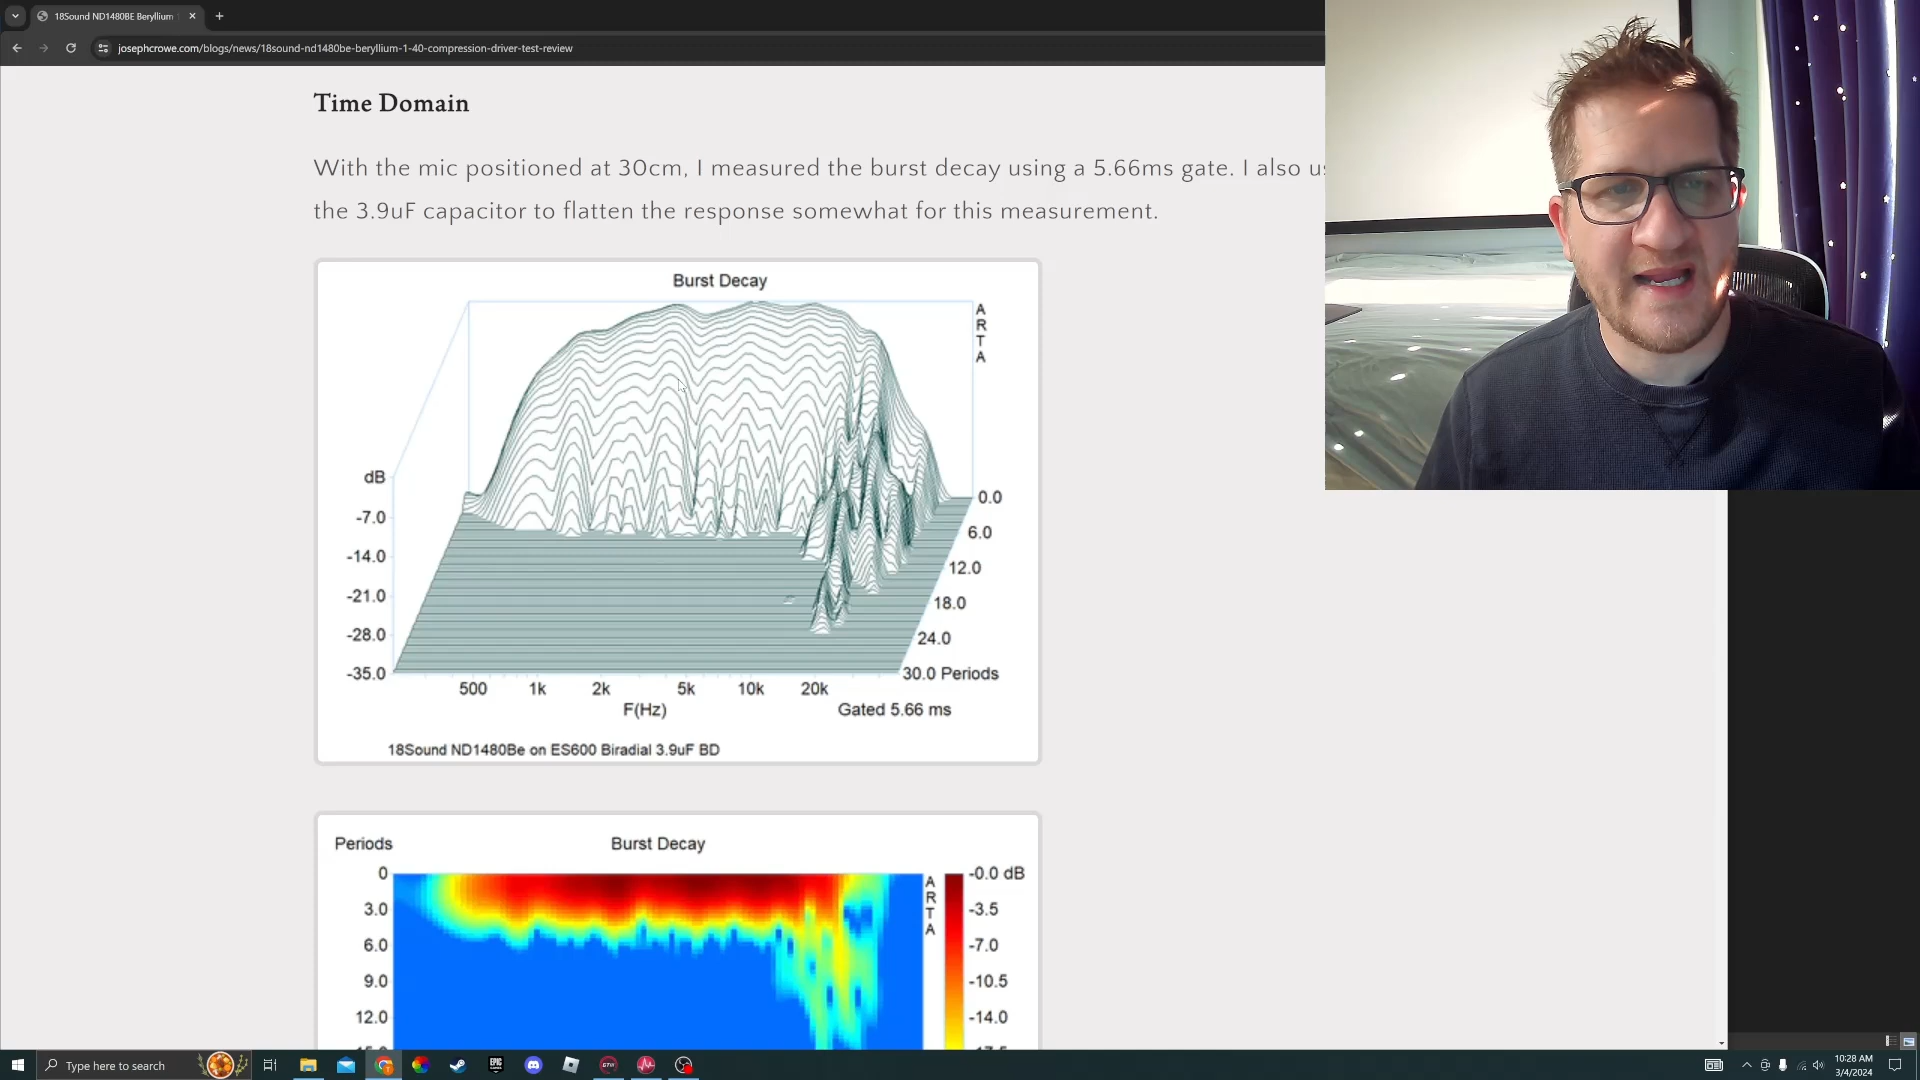 18Sound ND1480BE Beryllium
josephcrowe.com/blogs/news/18sound-nd1480be-beryllium-1-40-compression-driver-test-review
Time Domain
With the mic positioned at 30cm, I measured the burst decay using a 5.66ms gate. I also
the 3.9uF capacitor to flatten the response somewhat for this measurement.
Burst Decay
A
R
T
A
dB
-7.0
-14.0
-21.0
-28.0
-35.0
0.0
6.0
12.0
18.0
24.0
30.0 Periods
500 1k 2k 5k 10k 20k
F(Hz)
Gated 5.66 ms
18Sound ND1480Be on ES600 Biradial 3.9uF BD
Periods
Burst Decay
0
3.0
6.0
9.0
12.0
A
R
T
A
-0.0 dB
-3.5
-7.0
-10.5
-14.0
Type here to search
EPIC
10:28 AM
3/4/2024